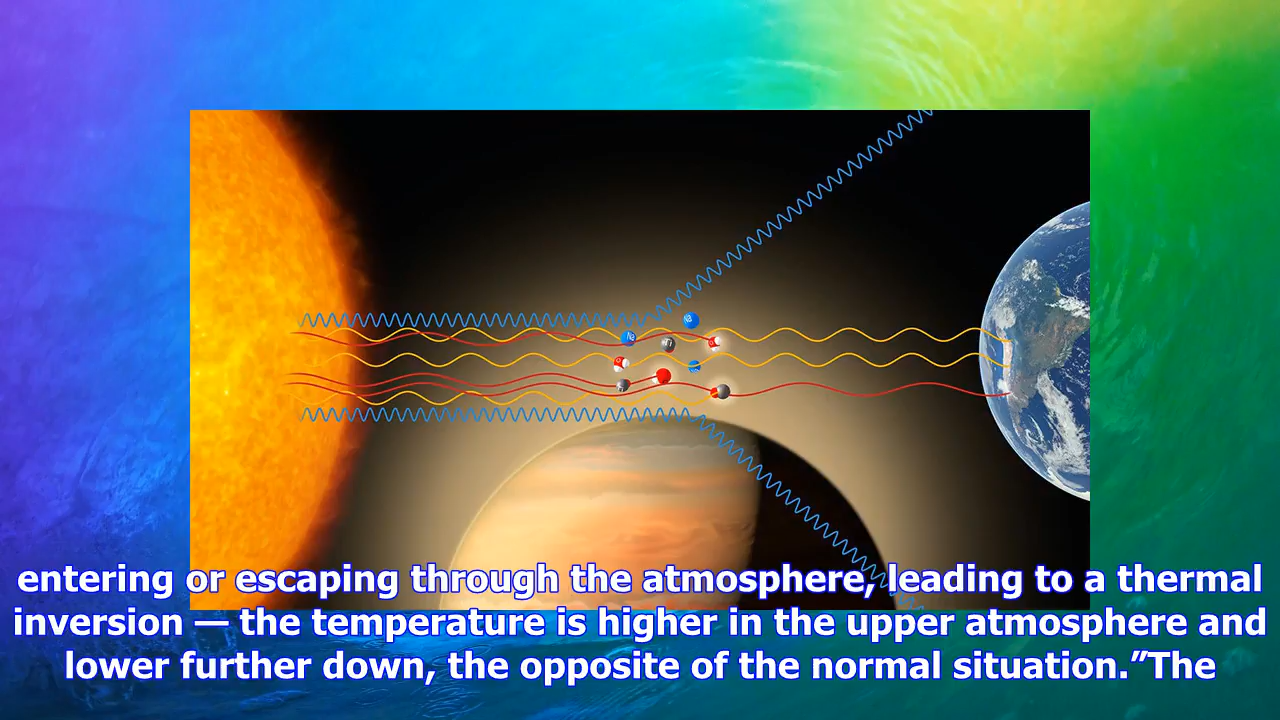 entering or escaping through the atmosphere, leading to a thermal
inversion — the temperature is higher in the upper atmosphere and
lower further down, the opposite of the normal situation.”The